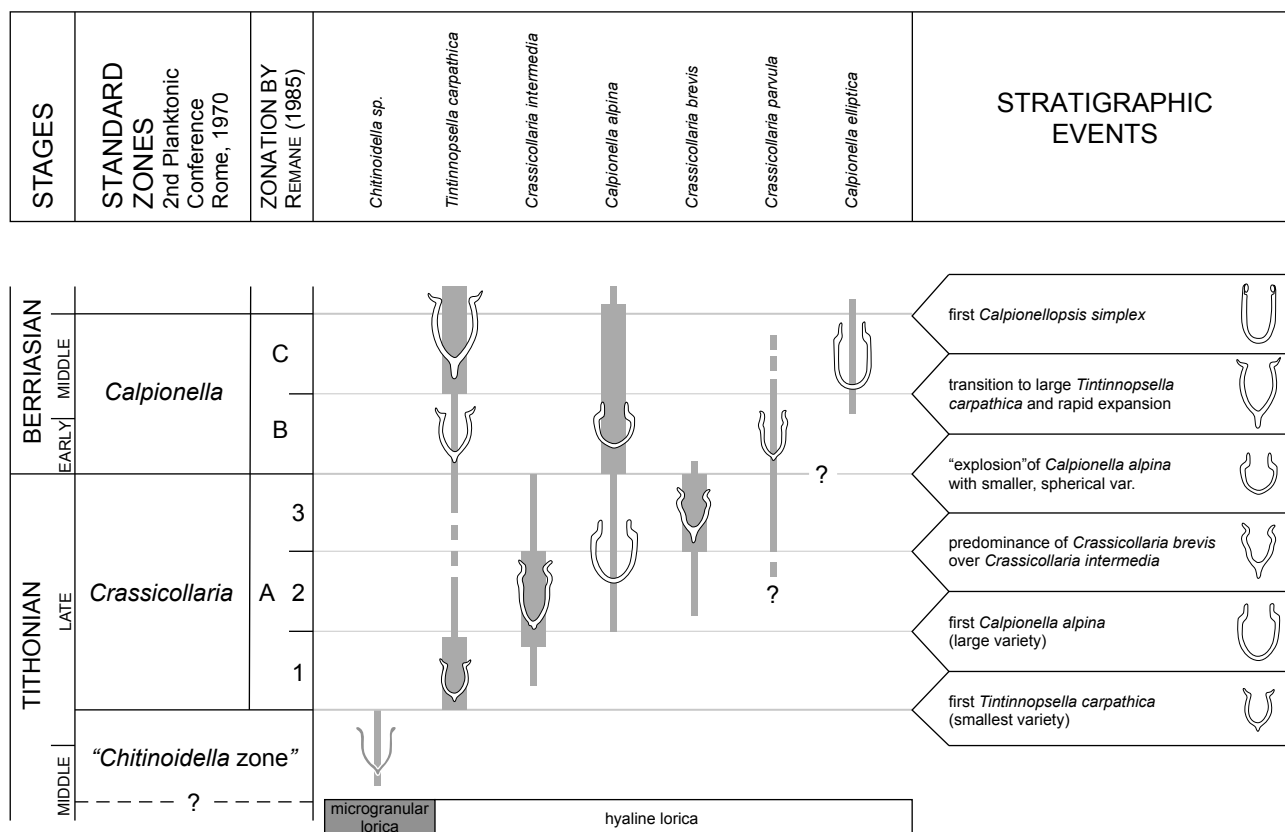 STAGES
STANDARD
ZONES
2nd Planktonic
Conference
Rome, 1970
ZONATION BY
REMANE (1985)
Chitinoidella sp.
Tintinnopsella carpathica
Crassicollaria intermedia
Calpionella alpina
Crassicollaria brevis
Crassicollaria parvula
Calpionella elliptica
STRATIGRAPHIC
EVENTS
BERRIASIAN
MIDDLE
EARLY
Calpionella
C
B
TITHONIAN
LATE
MIDDLE
Crassicollaria
A
3
2
1
“Chitinoidella zone”
?
?
?
first Calpionellopsis simplex
transition to large Tintinnopsella
carpathica and rapid expansion
“explosion”of Calpionella alpina
with smaller, spherical var.
predominance of Crassicollaria brevis
over Crassicollaria intermedia
first Calpionella alpina
(large variety)
first Tintinnopsella carpathica
(smallest variety)
microgranular
lorica
hyaline lorica